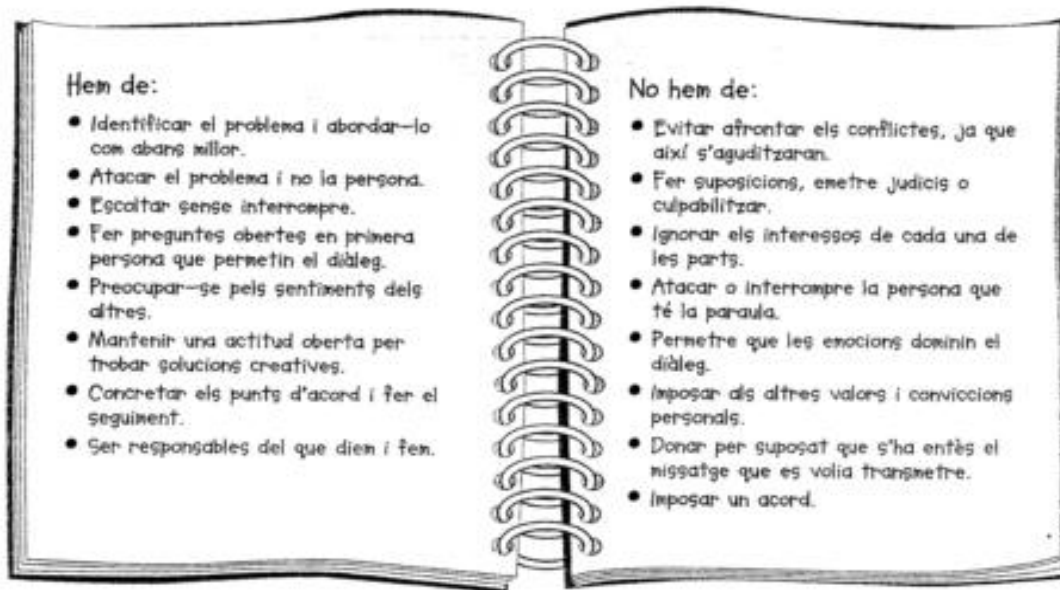 Hem de:
● Identificar el problema i abordar-lo
com abans millor.
● Atacar el problema i no la persona.
● Escoltar sense interrompre.
● Fer preguntes obertes en primera
persona que permetin el diàleg.
● Preocupar-se pels sentiments dels
altres.
● Mantenir una actitud oberta per
trobar solucions creatives.
● Concretar els punts d'acord i fer el
seguiment.
● Ser responsables del que diem i fem.
No hem de:
● Evitar afrontar els conflictes, ja que
així s'aguditzaran.
● Fer suposicions, emetre judicis o
culpabilitzar.
● Ignorar els interessos de cada una de
les parts.
● Atacar o interrompre la persona que
té la paraula.
● Permetre que les emocions dominin el
diàleg.
● Imposar als altres valors i conviccions
personals.
● Donar per suposat que s'ha entès el
missatge que es volia transmetre.
● Imposar un acord.